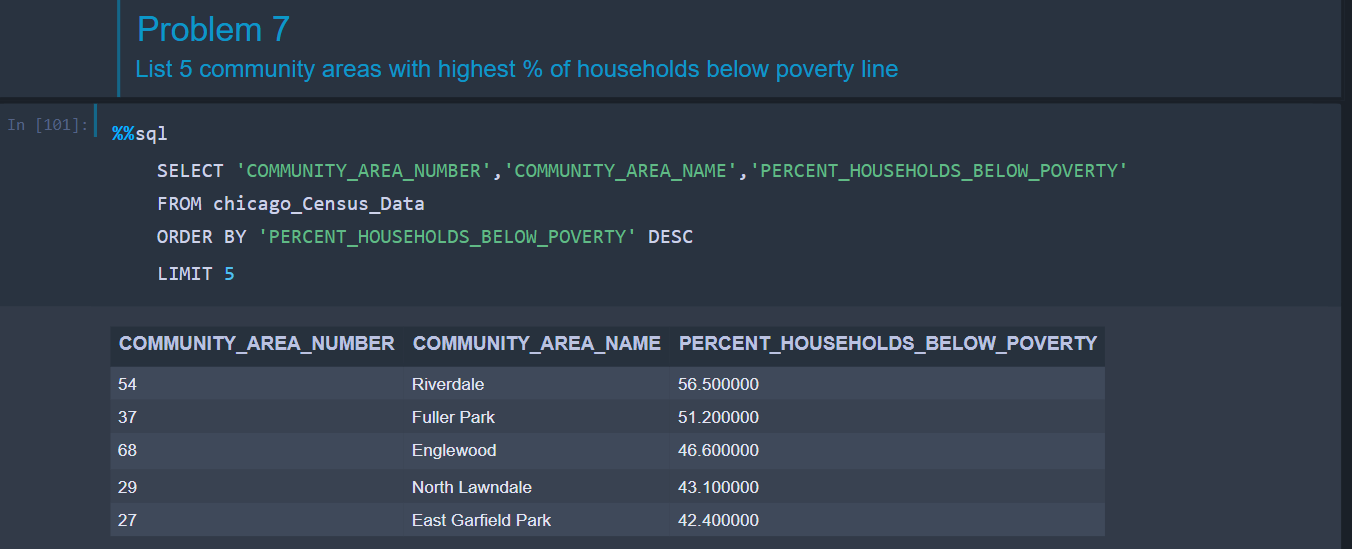 Problem 7
List 5 community areas with highest % of households below poverty line
In [101]:
%%sql
SELECT 'COMMUNITY_AREA_NUMBER','COMMUNITY_AREA_NAME','PERCENT_HOUSEHOLDS_BELOW_POVERTY'
FROM chicago_Census_Data
ORDER BY 'PERCENT_HOUSEHOLDS_BELOW_POVERTY' DESC
LIMIT 5
COMMUNITY_AREA_NUMBER COMMUNITY_AREA_NAME PERCENT_HOUSEHOLDS_BELOW_POVERTY
54 Riverdale 56.500000
37 Fuller Park 51.200000
68 Englewood 46.600000
29 North Lawndale 43.100000
27 East Garfield Park 42.400000